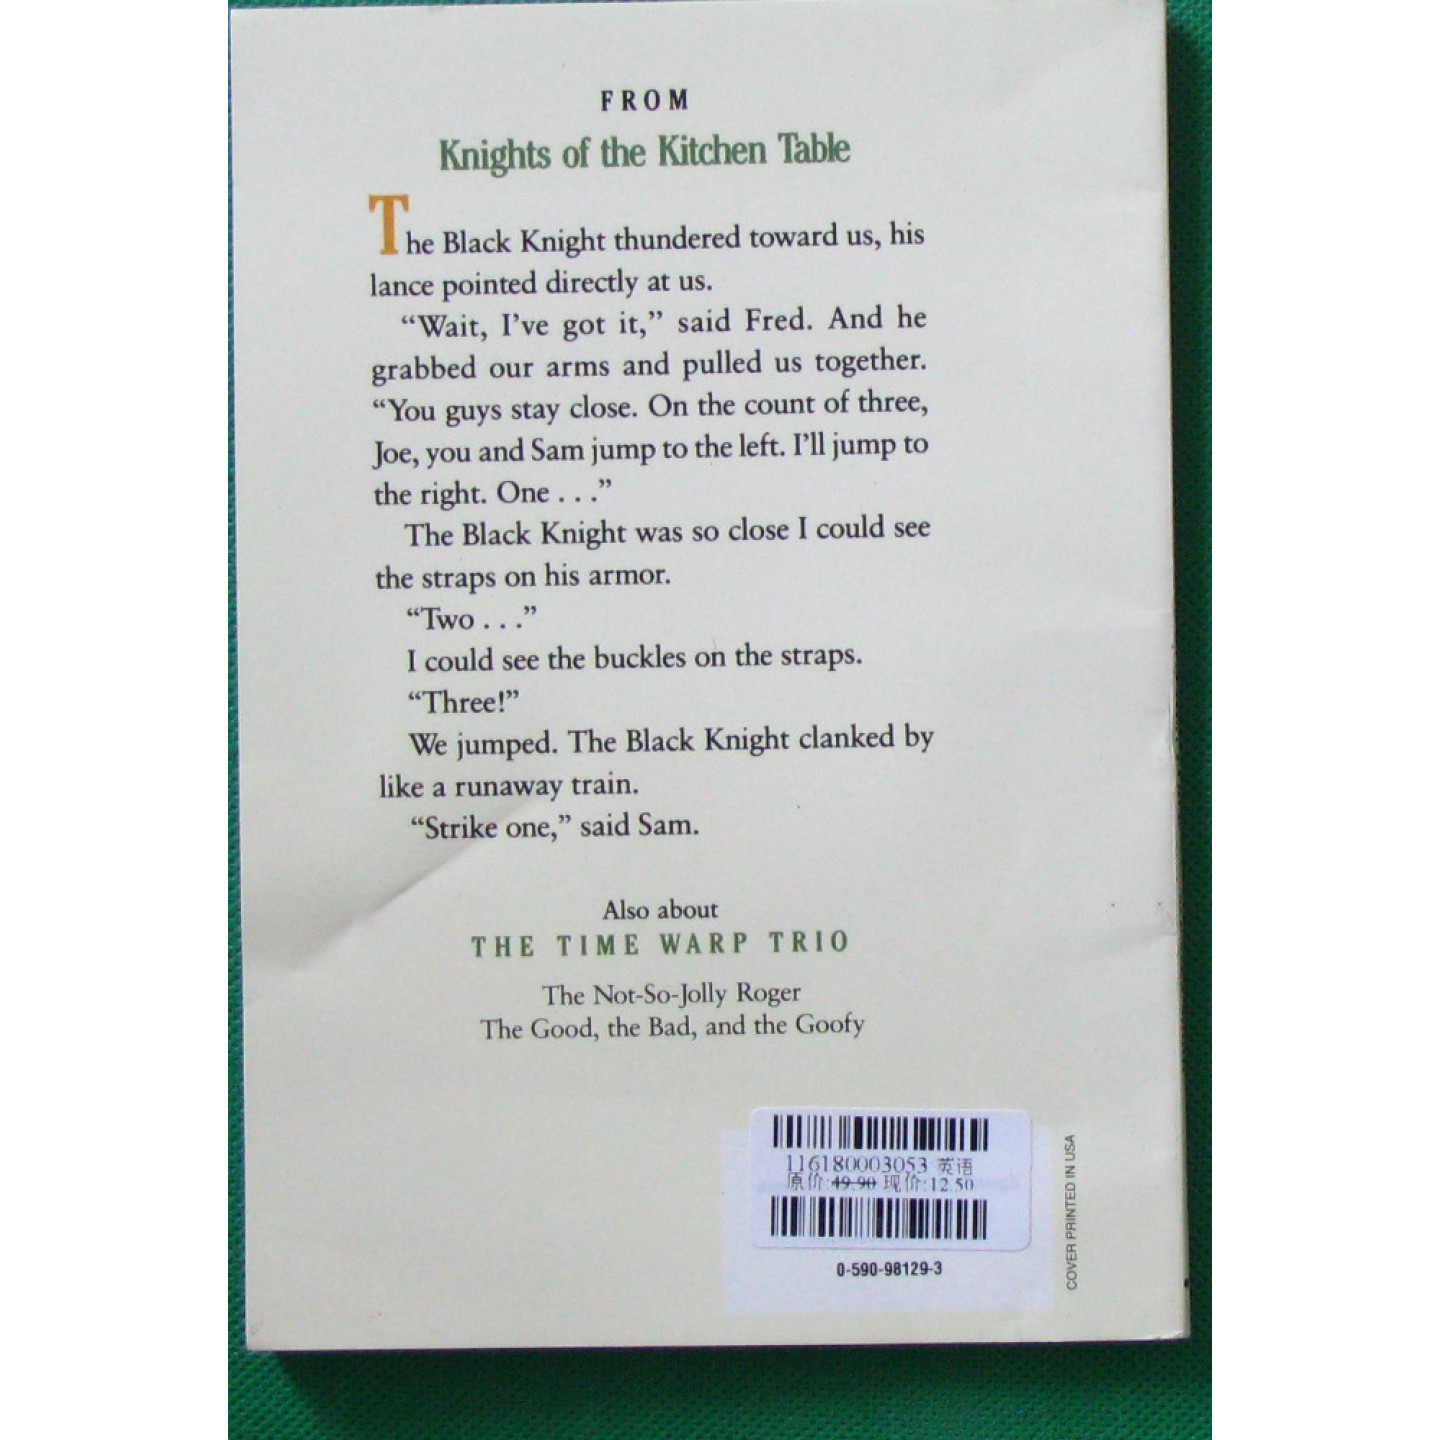 FROM
Knights of the Kitchen Table
The Black Knight thundered toward us, his
lance pointed directly at us.
“Wait, I’ve got it,” said Fred. And he
grabbed our arms and pulled us together.
“You guys stay close. On the count of three,
Joe, you and Sam jump to the left. I’ll jump to
the right. One . . .”
The Black Knight was so close I could see
the straps on his armor.
“Two . . .”
I could see the buckles on the straps.
“Three!”
We jumped. The Black Knight clanked by
like a runaway train.
“Strike one,” said Sam.
Also about
THE TIME WARP TRIO
The Not-So-Jolly Roger
The Good, the Bad, and the Goofy
116180003053 英语
原价:49.90 现价:12.50
0-590-98129-3
COVER PRINTED IN USA